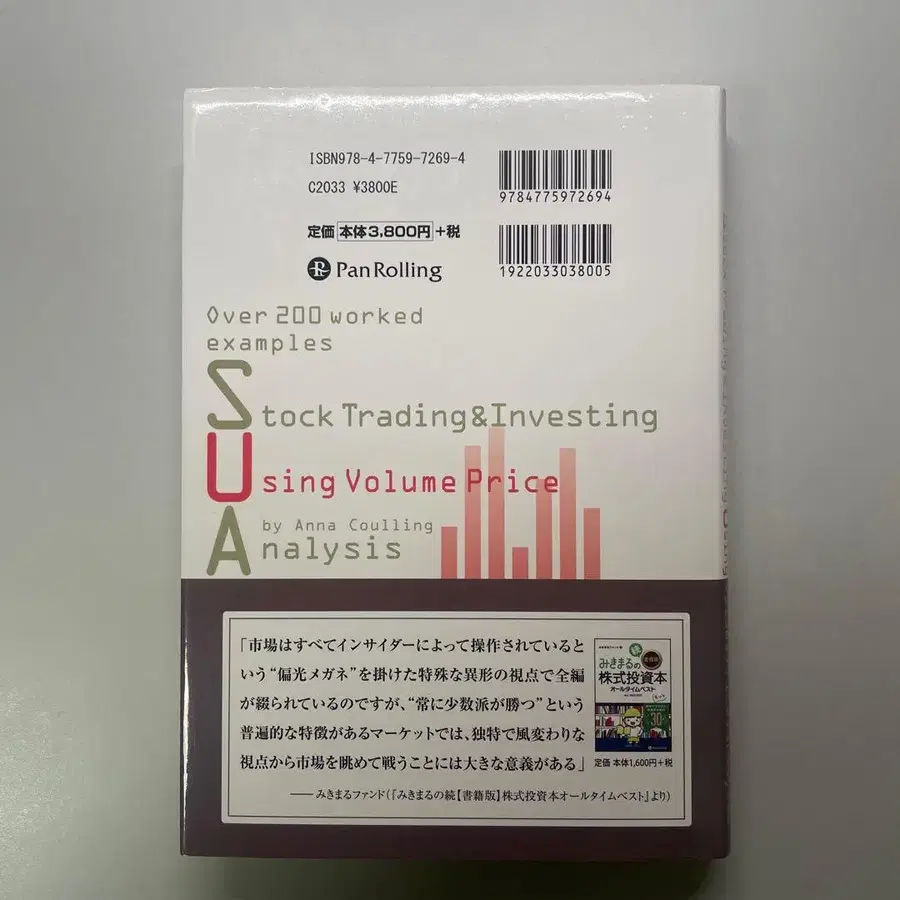 ISBN978-4-7759-7269-4
C2033 ¥3800E
9784775972694
定価 本体3,800円 +税
1922033038005
PanRolling
Over 200 worked
examples
Stock Trading&Investing
Using Volume Price
by Anna Coulling
Analysis
「市場はすべてインサイダーによって操作されていると
いう“偏光メガネ”を掛けた特殊な異形の視点で全編
が綴られているのですが、“常に少数派が勝つ”という
普遍的な特徴があるマーケットでは、独特で風変わりな
視点から市場を眺めて戦うことには大きな意義がある」
みきまるの
株式投資本
オールタイムベスト
定価 本体1,600円+税
——みきまるファンド(『みきまるの続【書籍版】株式投資本オールタイムベスト』より)